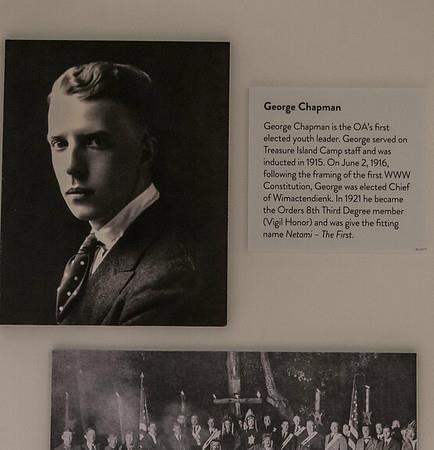 George Chapman
George Chapman is the OA's first
elected youth leader. George served on
Treasure Island Camp staff and was
inducted in 1915. On June 2, 1916,
following the framing of the first WWW
Constitution, George was elected Chief
of Wimactendienk. In 1921 he became
the Orders 8th Third Degree member
(Vigil Honor) and was give the fitting
name Netami – The First.